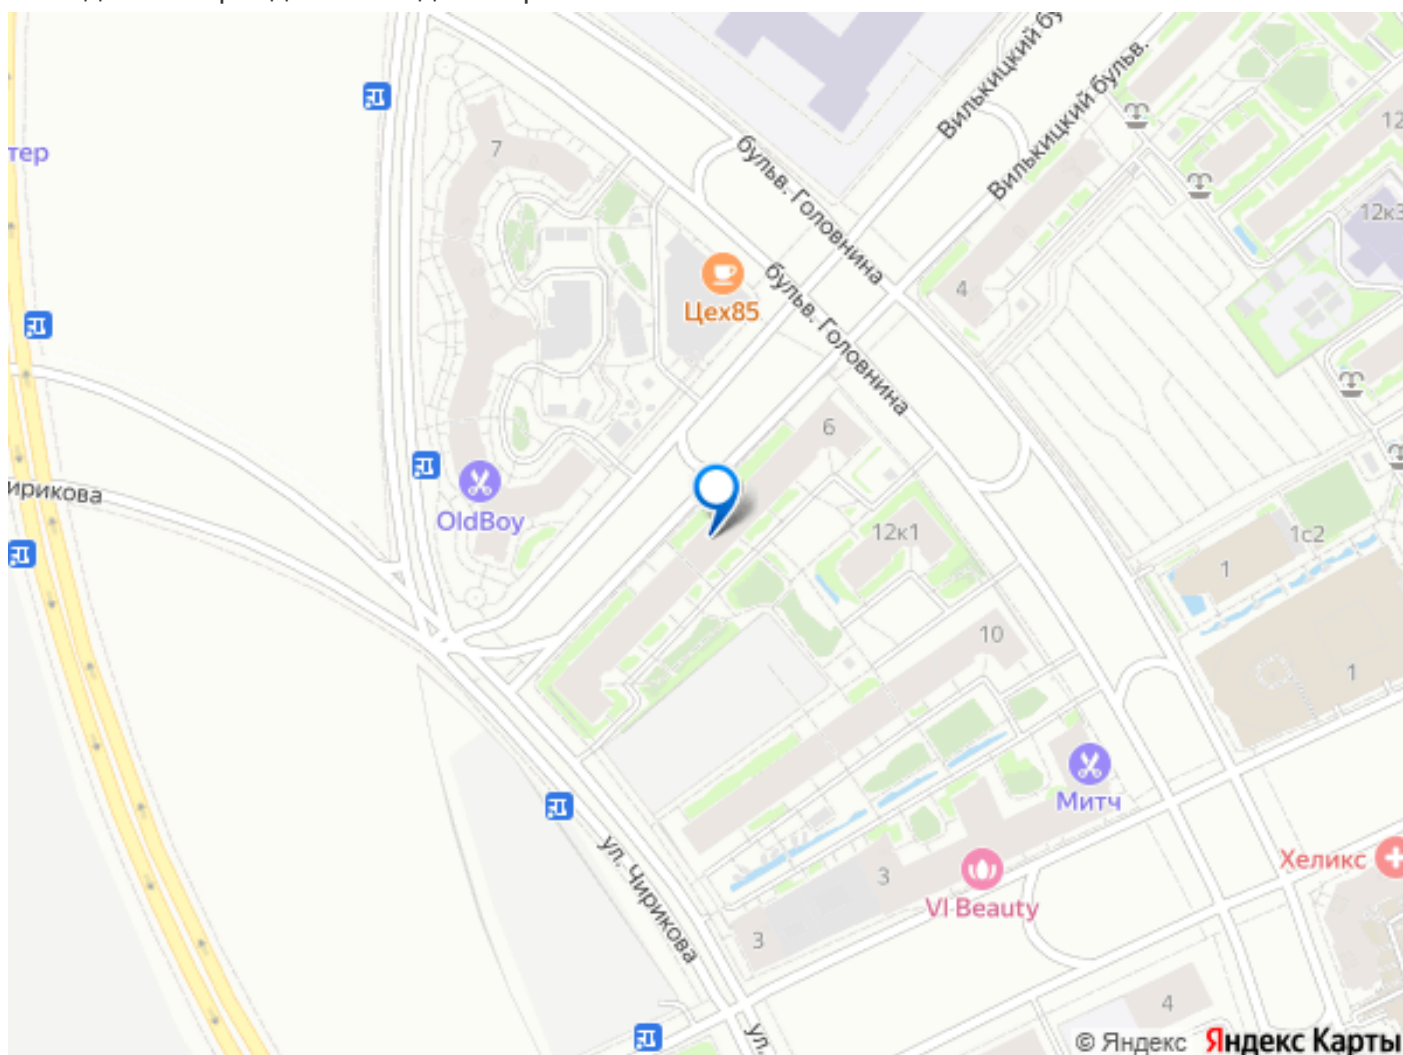 Вилькицкий бу
Вилькицкий бульв.
12
тер
7
бульв. Головнина
12к3
4
Цех85
бульв. Головнина
6
ирикова
OldBoy
12к1
1с2
1
10
1
Митч
ул. Чирикова
3
Хеликс
VI Beauty
3
4
ул.
© Яндекс Яндекс Карты